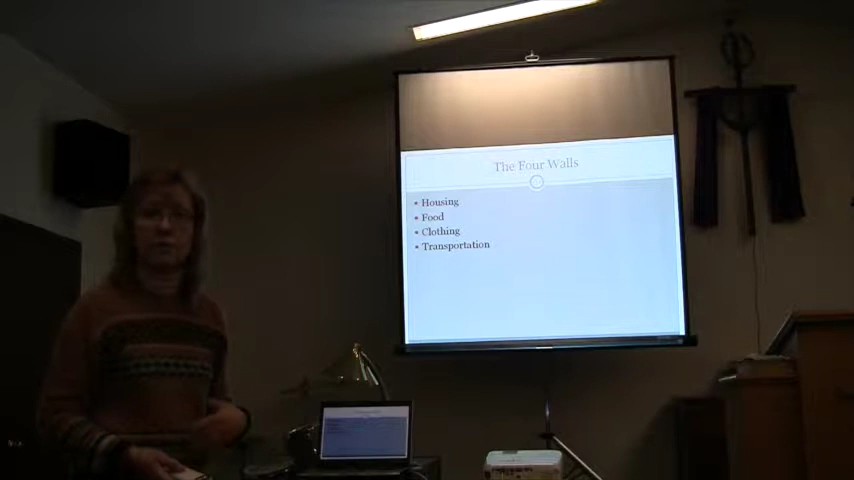 The Four Walls
Housing
Food
Clothing
Transportation